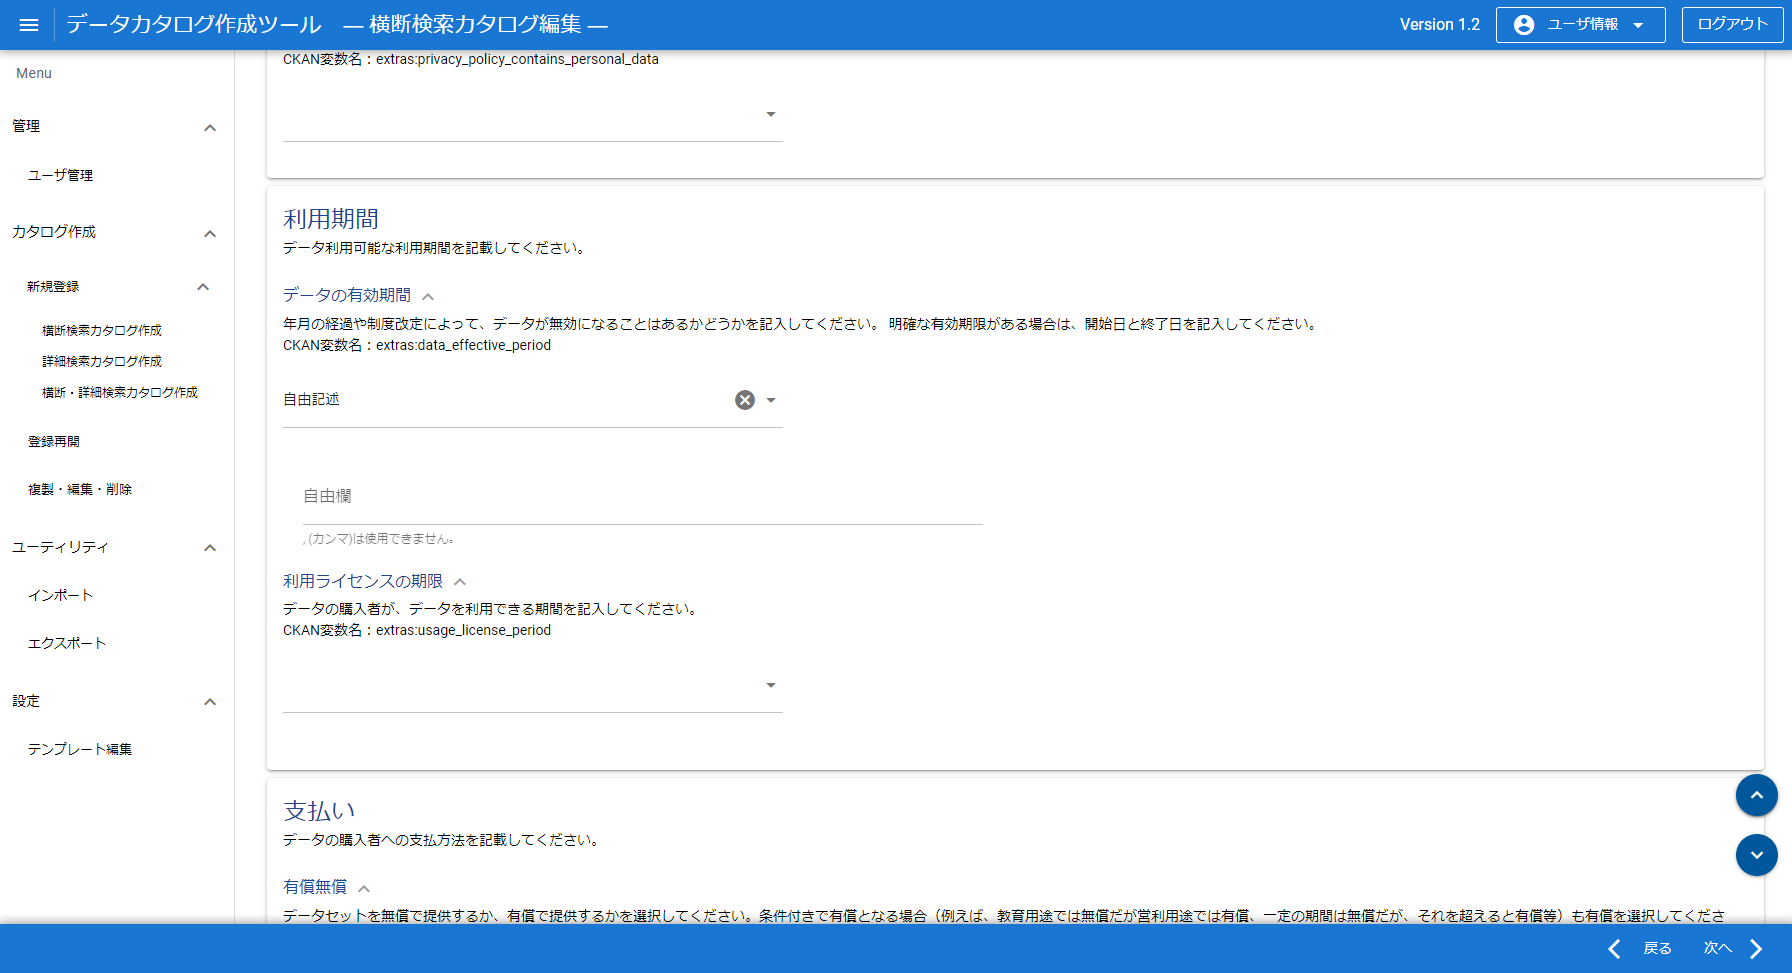 データカタログ作成ツール ― 横断検索カタログ編集 ―
Version 1.2
ユーザ情報
ログアウト
Menu
管理
ユーザ管理
カタログ作成
新規登録
横断検索カタログ作成
詳細検索カタログ作成
横断・詳細検索カタログ作成
登録再開
複製・編集・削除
ユーティリティ
インポート
エクスポート
設定
テンプレート編集
CKAN変数名：extras:privacy_policy_contains_personal_data
利用期間
データ利用可能な利用期間を記載してください。
データの有効期間
年月の経過や制度改定によって、データが無効になることはあるかどうかを記入してください。 明確な有効期限がある場合は、開始日と終了日を記入してください。
CKAN変数名：extras:data_effective_period
自由記述
自由欄
, (カンマ)は使用できません。
利用ライセンスの期限
データの購入者が、データを利用できる期間を記入してください。
CKAN変数名：extras:usage_license_period
支払い
データの購入者への支払方法を記載してください。
有償無償
データセットを無償で提供するか、有償で提供するかを選択してください。条件付きで有償となる場合（例えば、教育用途では無償だが営利用途では有償、一定の期間は無償だが、それを超えると有償等）も有償を選択してくださ
戻る
次へ